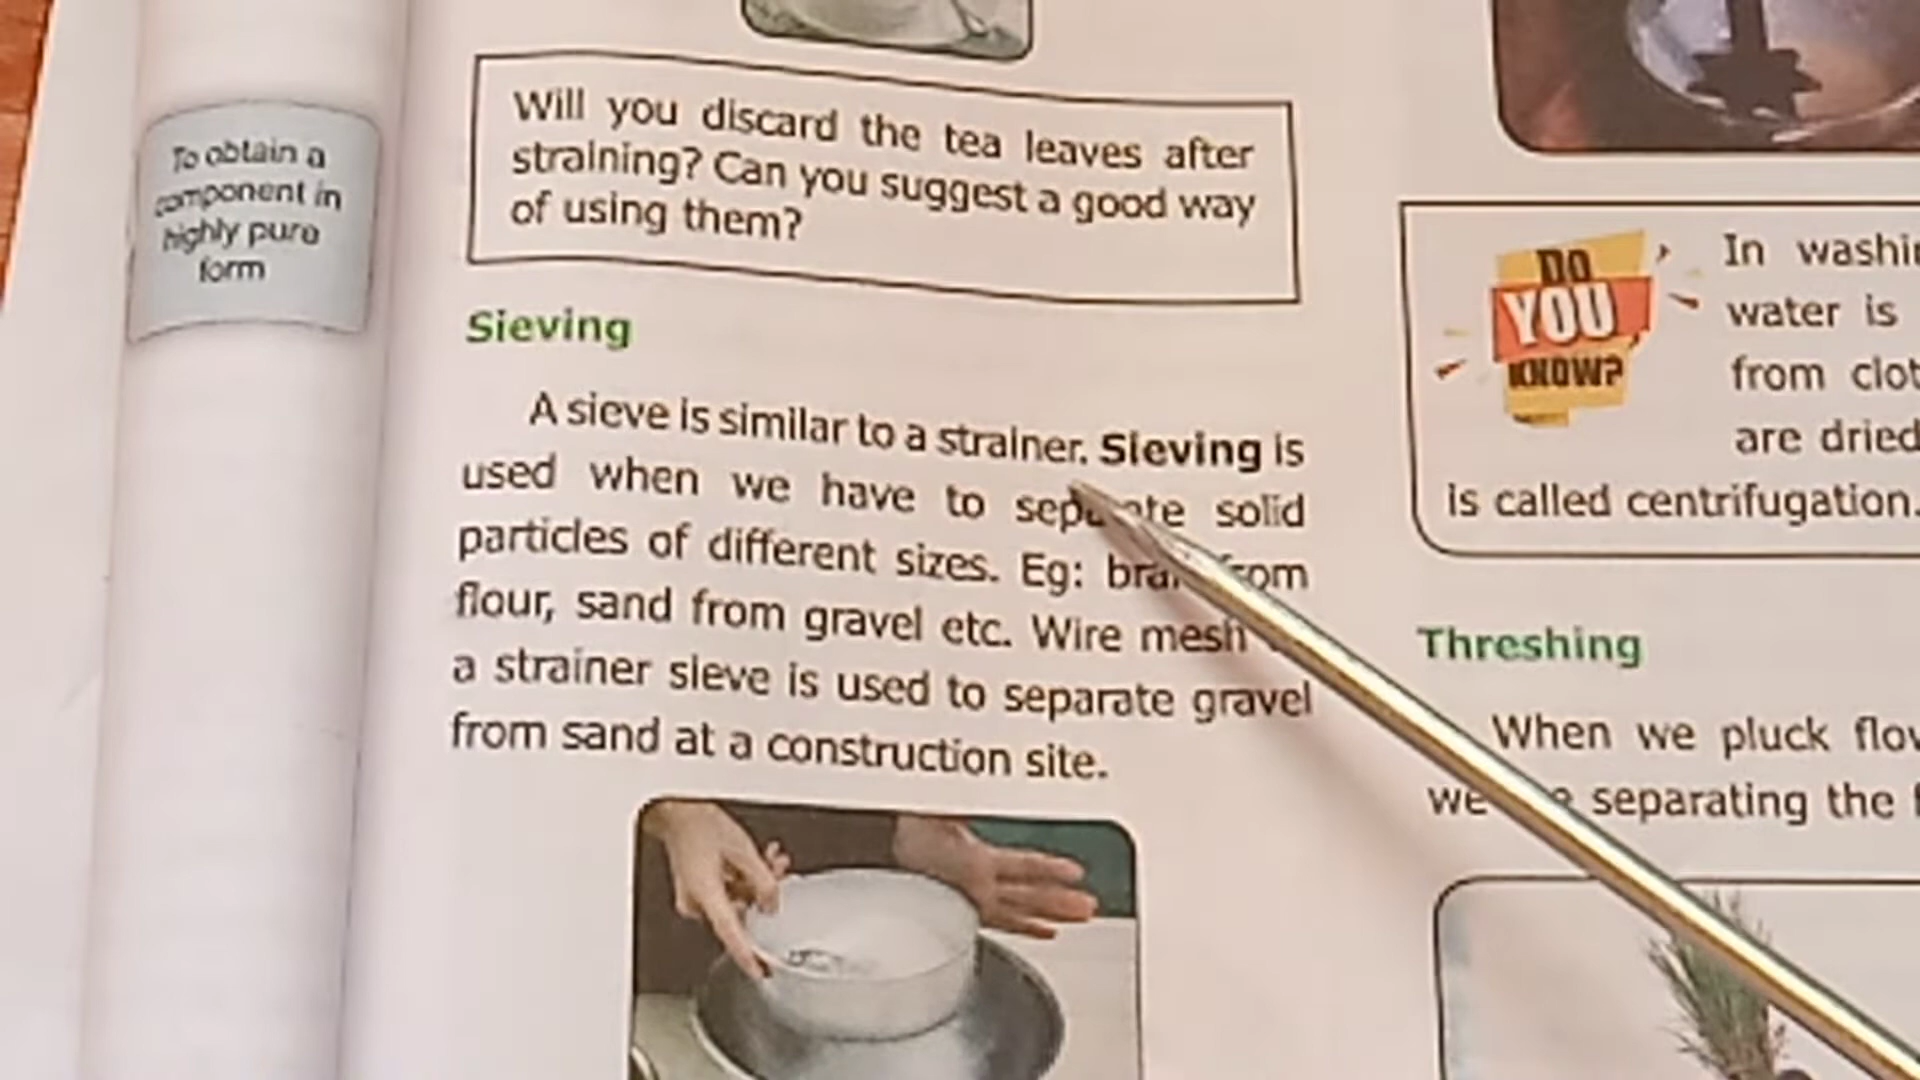 To obtain a
component in
highly pure
form
Will you discard the tea leaves after
straining? Can you suggest a good way
of using them?
Sieving
A sieve is similar to a strainer. Sieving is
used when we have to separate solid
particles of different sizes. Eg: bran from
flour, sand from gravel etc. Wire mesh
a strainer sieve is used to separate gravel
from sand at a construction site.
DO
YOU
KNOW?
In washi
water is
from clot
are dried
is called centrifugation.
Threshing
When we pluck flow
we separating the